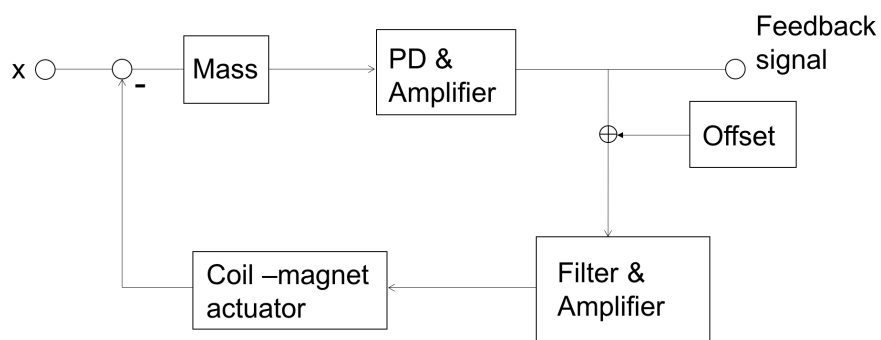 Feedback
signal
x
-
Mass
PD &
Amplifier
Offset
Coil –magnet
actuator
Filter &
Amplifier